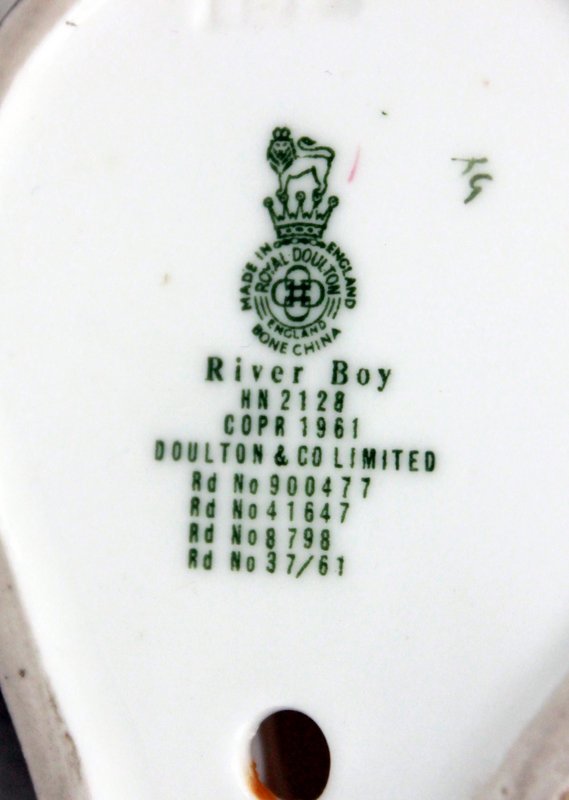 MADE IN ENGLAND
ROYAL DOULTON
ENGLAND
BONE CHINA
River Boy
HN 2128
COPR 1961
DOULTON & CO LIMITED
Rd No 900477
Rd No 41647
Rd No 8798
Rd No 37/61